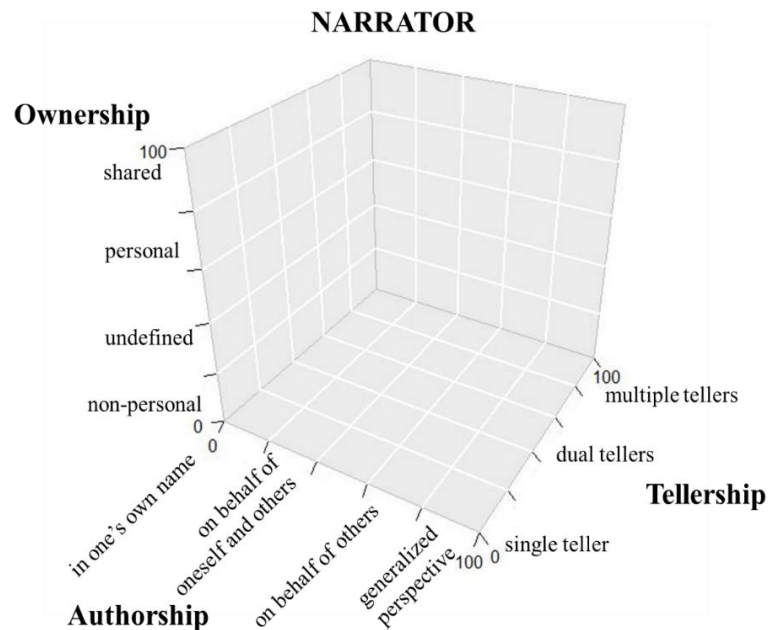 NARRATOR
Ownership
100
shared
personal
undefined
non-personal
0
0
in one's own name
on behalf of
oneself and others
on behalf of others
generalized
perspective
100
Authorship
0
single teller
dual tellers
multiple tellers
100
Tellership